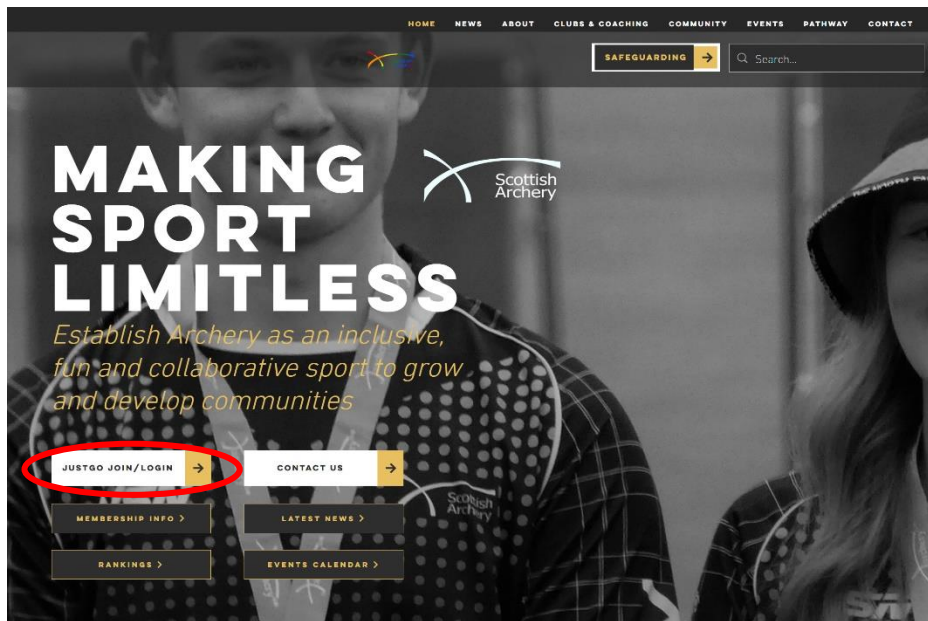 HOME NEWS ABOUT CLUBS & COACHING COMMUNITY EVENTS PATHWAY CONTACT
SAFEGUARDING → Search...
MAKING
SPORT
LIMITLESS
Scottish
Archery
Establish Archery as an inclusive,
fun and collaborative sport to grow
and develop communities
JUSTGO JOIN/LOGIN → CONTACT US →
Scottish
Archery
MEMBERSHIP INFO > LATEST NEWS >
RANKINGS > EVENTS CALENDAR >